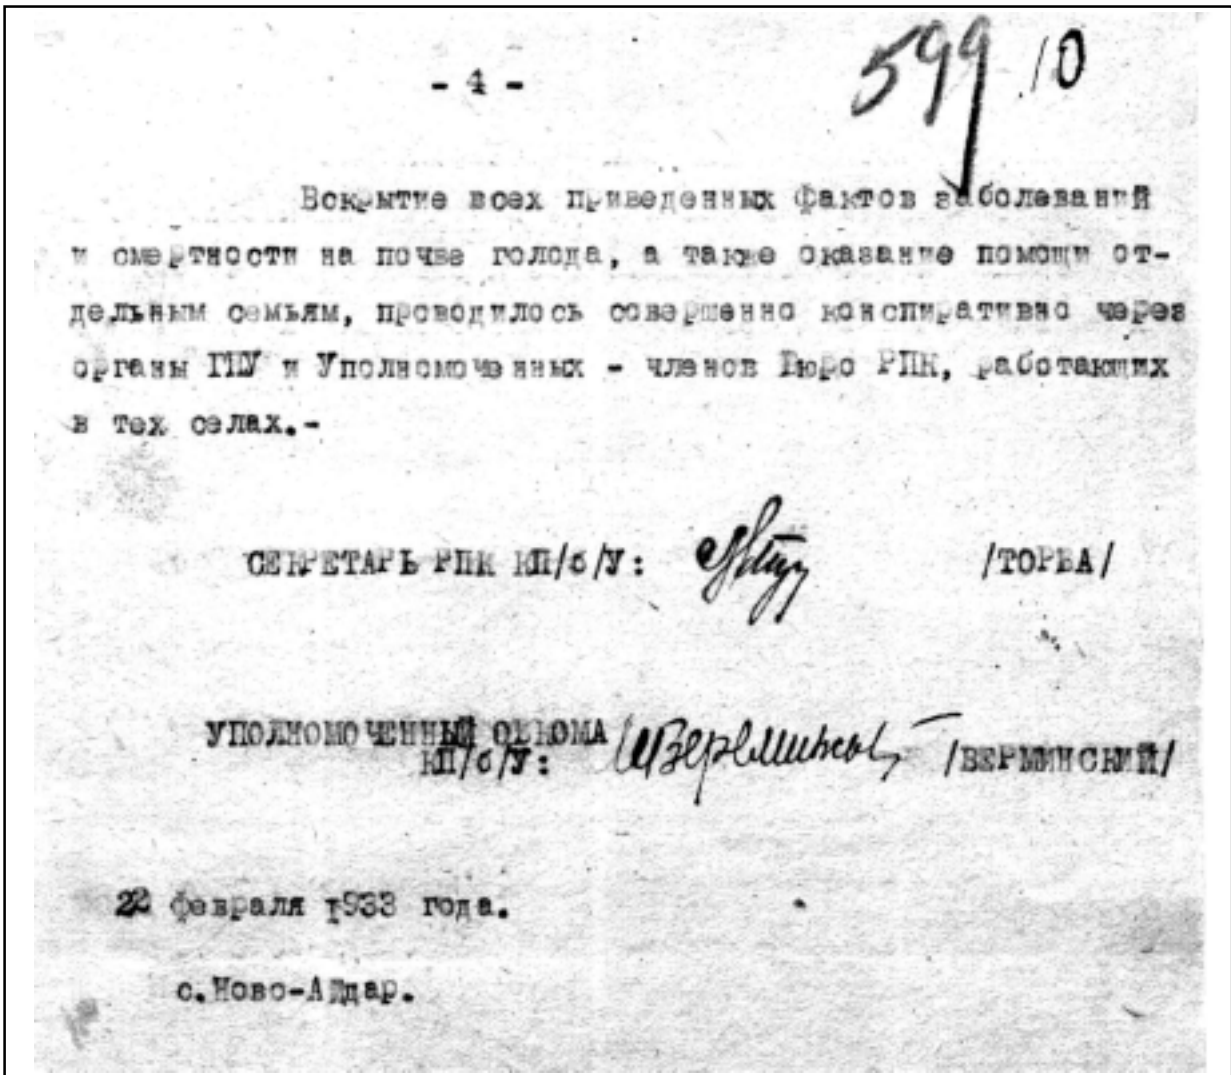 - 4 -
599 10
Вскрытие всех приведенных фактов заболеваний
и смертности на почве голода, а также оказание помощи от-
дельным семьям, проводилось совершенно конспиративно через
органы ГПУ и Уполномоченных - членов Бюро РПК, работающих
в тех селах.-
СЕКРЕТАРЬ РПК КП/б/У: /ТОРБА/
УПОЛНОМОЧЕННЫЙ ОБКОМА
КП/б/У: /ВЕРМИНСКИЙ/
22 февраля 1933 года.
с.Ново-Айдар.